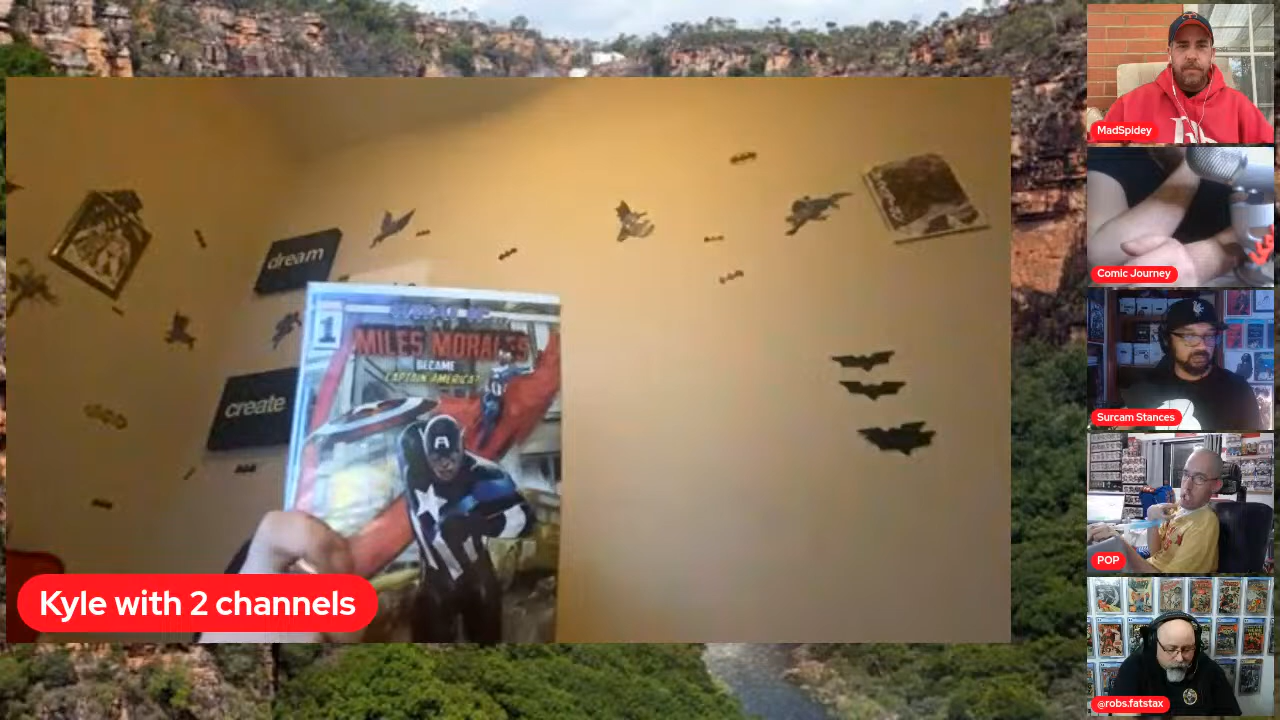 dream
create
1
MILES MORALES
BECAME
CAPTAIN AMERICA?
A
Kyle with 2 channels
MadSpidey
Comic Journey
Surcam Stances
POP
@robs.fatstax